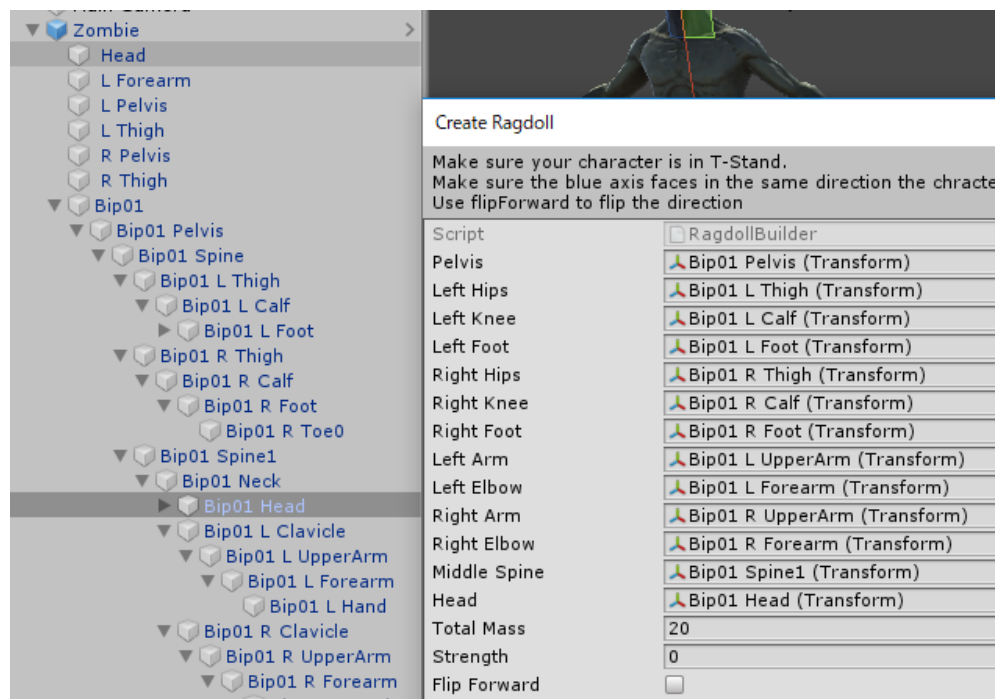 Main Camera
Zombie
Head
L Forearm
L Pelvis
L Thigh
R Pelvis
R Thigh
Bip01
Bip01 Pelvis
Bip01 Spine
Bip01 L Thigh
Bip01 L Calf
Bip01 L Foot
Bip01 R Thigh
Bip01 R Calf
Bip01 R Foot
Bip01 R Toe0
Bip01 Spine1
Bip01 Neck
Bip01 Head
Bip01 L Clavicle
Bip01 L UpperArm
Bip01 L Forearm
Bip01 L Hand
Bip01 R Clavicle
Bip01 R UpperArm
Bip01 R Forearm
Create Ragdoll
Make sure your character is in T-Stand.
Make sure the blue axis faces in the same direction the chracte
Use flipForward to flip the direction
Script RagdollBuilder
Pelvis Bip01 Pelvis (Transform)
Left Hips Bip01 L Thigh (Transform)
Left Knee Bip01 L Calf (Transform)
Left Foot Bip01 L Foot (Transform)
Right Hips Bip01 R Thigh (Transform)
Right Knee Bip01 R Calf (Transform)
Right Foot Bip01 R Foot (Transform)
Left Arm Bip01 L UpperArm (Transform)
Left Elbow Bip01 L Forearm (Transform)
Right Arm Bip01 R UpperArm (Transform)
Right Elbow Bip01 R Forearm (Transform)
Middle Spine Bip01 Spine1 (Transform)
Head Bip01 Head (Transform)
Total Mass 20
Strength 0
Flip Forward